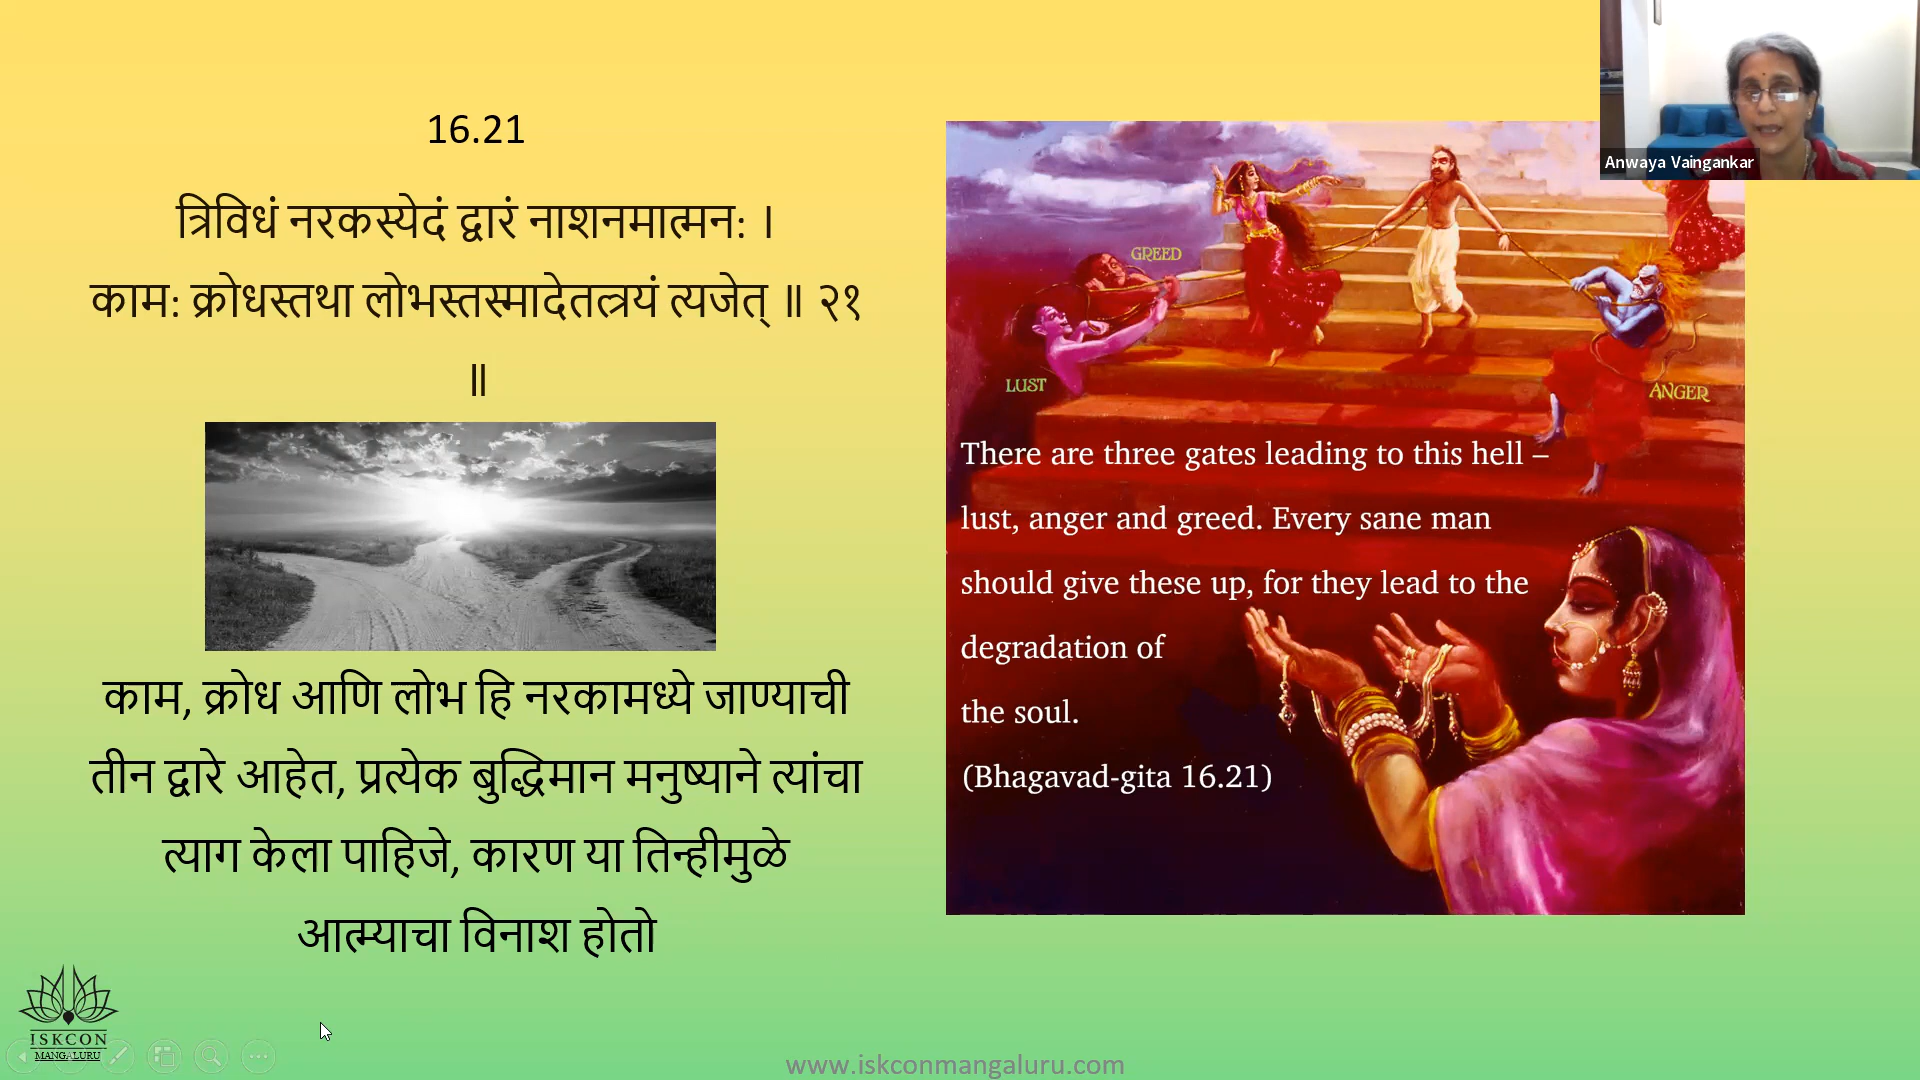 16.21
त्रिविधं नरकस्येदं द्वारं नाशनमात्मनः ।
कामः क्रोधस्तथा लोभस्तस्मादेतत्त्रयं त्यजेत् ॥ २१
॥
काम, क्रोध आणि लोभ हि नरकामध्ये जाण्याची
तीन द्वारे आहेत, प्रत्येक बुद्धिमान मनुष्याने त्यांचा
त्याग केला पाहिजे, कारण या तिन्हीमुळे
आत्म्याचा विनाश होतो
ISKCON
MANGALURU
GREED
LUST
ANGER
There are three gates leading to this hell –
lust, anger and greed. Every sane man
should give these up, for they lead to the
degradation of
the soul.
(Bhagavad-gita 16.21)
Anwaya Vaingankar
www.iskconmangaluru.com